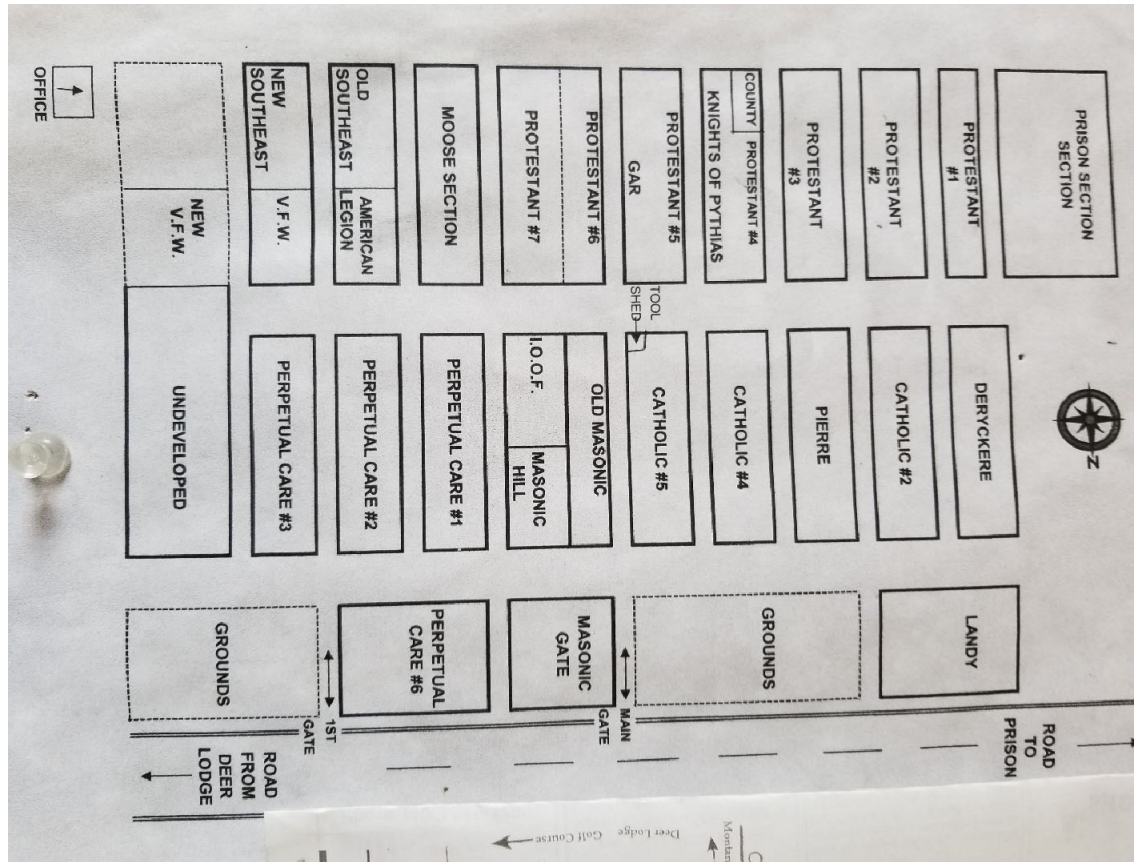 PRISON SECTION
SECTION
N
ROAD
TO
PRISON
PROTESTANT
#1
DERYCKERE
LANDY
PROTESTANT
#2
CATHOLIC #2
PROTESTANT
#3
PIERRE
GROUNDS
COUNTY
PROTESTANT #4
KNIGHTS OF PYTHIAS
CATHOLIC #4
PROTESTANT #5
GAR
TOOL
SHED
CATHOLIC #5
MAIN
GATE
PROTESTANT #6
PROTESTANT #7
OLD MASONIC
I.O.O.F.
MASONIC
HILL
MASONIC
GATE
MOOSE SECTION
PERPETUAL CARE #1
PERPETUAL
CARE #6
OLD
SOUTHEAST
AMERICAN
LEGION
PERPETUAL CARE #2
1ST
GATE
NEW
SOUTHEAST
V.F.W.
PERPETUAL CARE #3
GROUNDS
ROAD
FROM
DEER
LODGE
NEW
V.F.W.
UNDEVELOPED
OFFICE
Deer Lodge
Golf Course